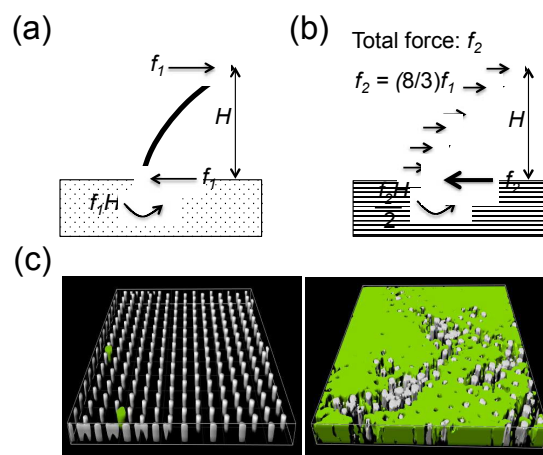 (a)
f₁
H
f₁
f₁H
(b)
Total force: f₂
f₂ = (8/3)f₁
H
f₂
f₂H
2
(c)